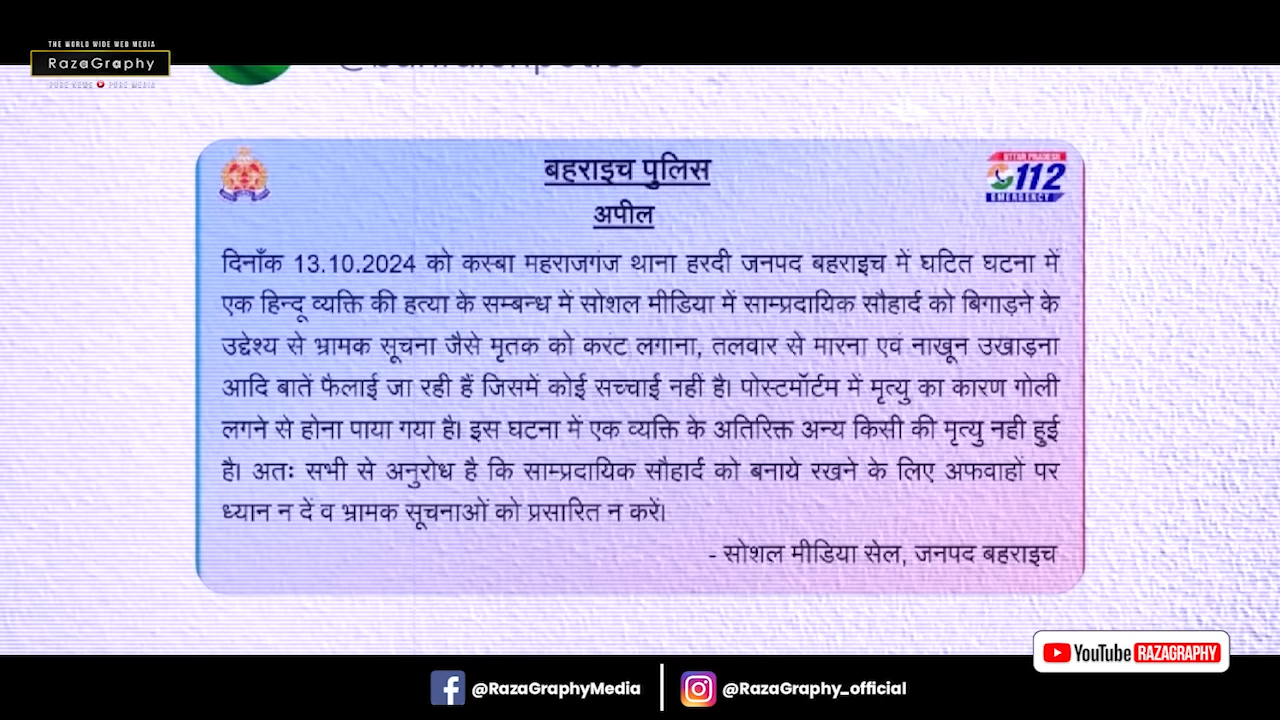 THE WORLD WIDE WEB MEDIA
RazaGraphy
बहराइच पुलिस
UTTAR PRADESH
112
EMERGENCY
अपील
दिनाँक 13.10.2024 को कस्बा महराजगंज थाना हरदी जनपद बहराइच में घटित घटना में
एक हिन्दू व्यक्ति की हत्या के सम्बन्ध में सोशल मीडिया में साम्प्रदायिक सौहार्द को बिगाड़ने के
उद्देश्य से भ्रामक सूचना जैसे मृतक को करंट लगाना, तलवार से मारना एवं नाखून उखाड़ना
आदि बातें फैलाई जा रही हैं जिसमें कोई सच्चाई नहीं है। पोस्टमॉर्टम में मृत्यु का कारण गोली
लगने से होना पाया गया है। इस घटना में एक व्यक्ति के अतिरिक्त अन्य किसी की मृत्यु नही हुई
है। अतः सभी से अनुरोध है कि साम्प्रदायिक सौहार्द को बनाये रखने के लिए अफवाहों पर
ध्यान न दें व भ्रामक सूचनाओं को प्रसारित न करें।
- सोशल मीडिया सेल, जनपद बहराइच
YouTube RAZAGRAPHY
@RazaGraphyMedia
@RazaGraphy_official